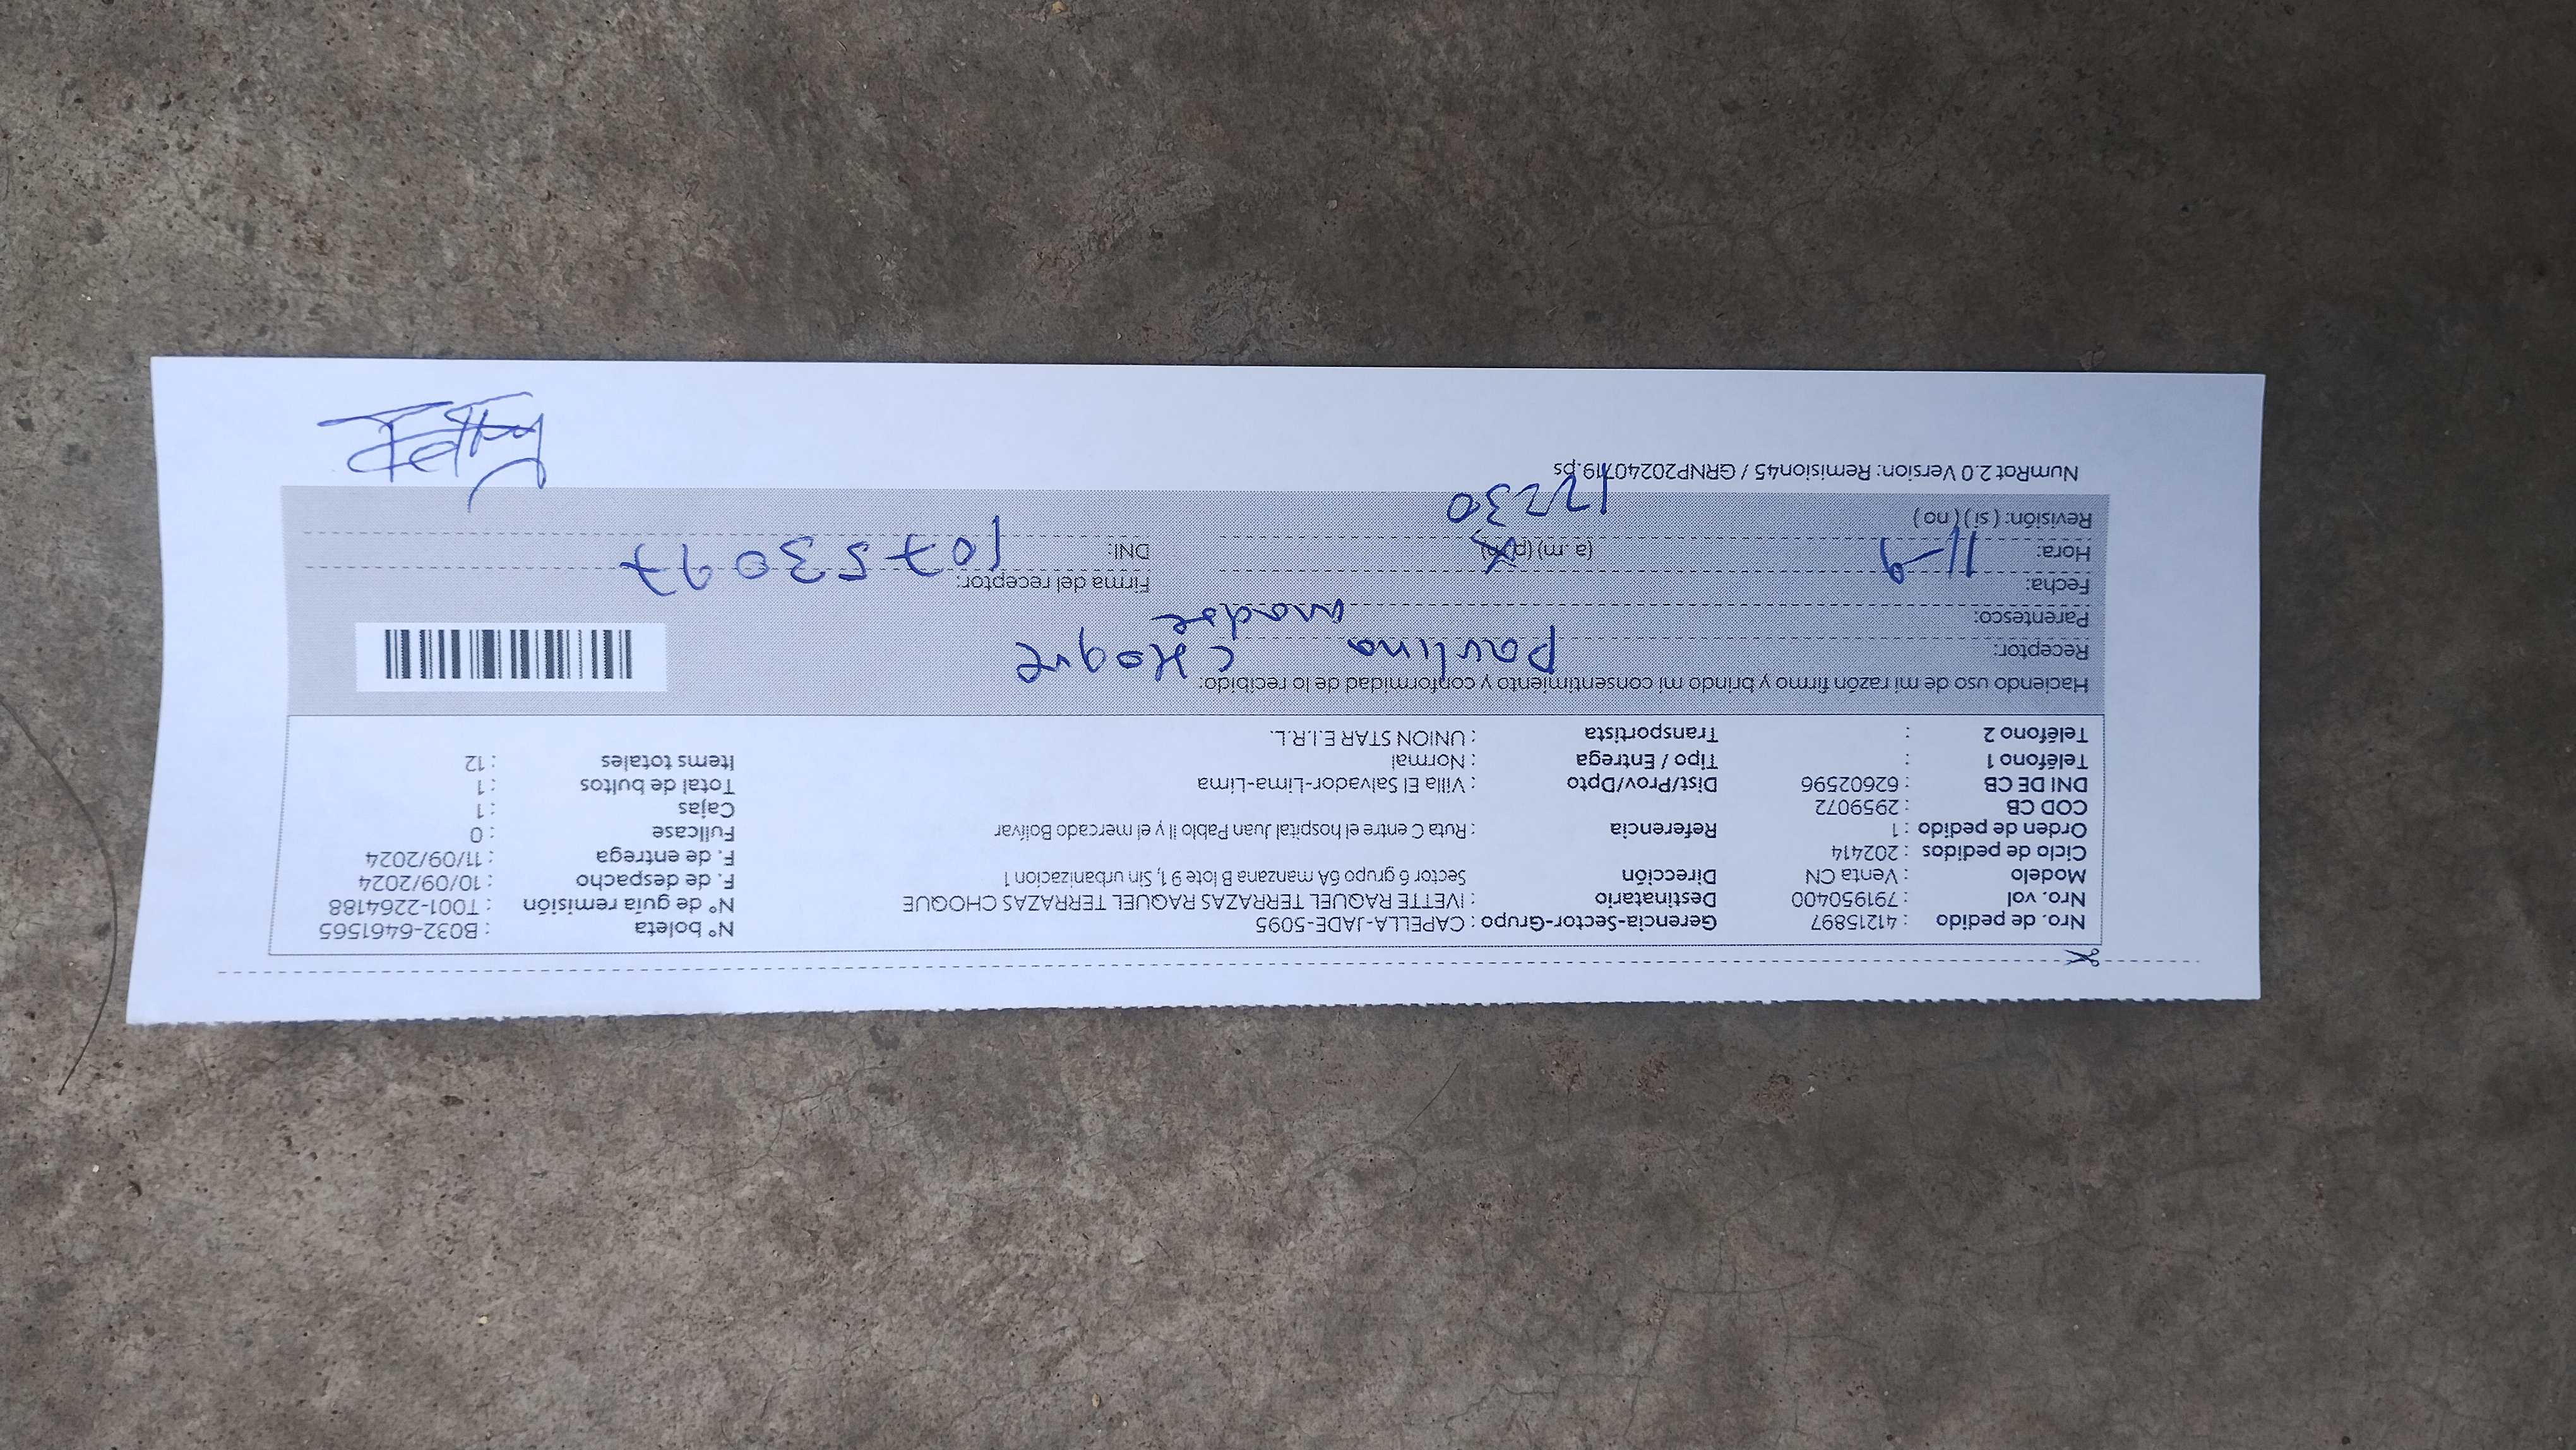 Nro. de pedido : 41215897 Gerencia-Sector-Grupo : CAPELLA-JADE-5095 N° boleta : B032-6461565
Nro. vol : 791950400 Destinatario : IVETTE RAQUEL TERRAZAS RAQUEL TERRAZAS CHOQUE N° de guía remisión : T001-2264188
Modelo : Venta CN Dirección Sector 6 grupo 6A manzana B lote 9 1, Sin urbanizacion 1 F. de despacho : 10/09/2024
Ciclo de pedidos : 202414 F. de entrega : 11/09/2024
Orden de pedido : 1 Referencia : Ruta C entre el hospital Juan Pablo II y el mercado Bolívar Fullcase : 0
COD CB : 2959072 Cajas : 1
DNI DE CB : 62602596 Dist/Prov/Dpto : Villa El Salvador-Lima-Lima Total de bultos : 1
Teléfono 1 : Tipo / Entrega : Normal Items totales : 12
Teléfono 2 : Transportista : UNION STAR E.I.R.L.
Haciendo uso de mi razón firmo y brindo mi consentimiento y conformidad de lo recibido:
Receptor: Paulina CHoque
Parentesco: madre
Fecha: 11-9 Firma del receptor:
Hora: (a.m) (p.m) DNI: 107530977
Revisión: ( si ) ( no ) 12230
NumRot 2.0 Version: Remision45 / GRNP20240719.ps